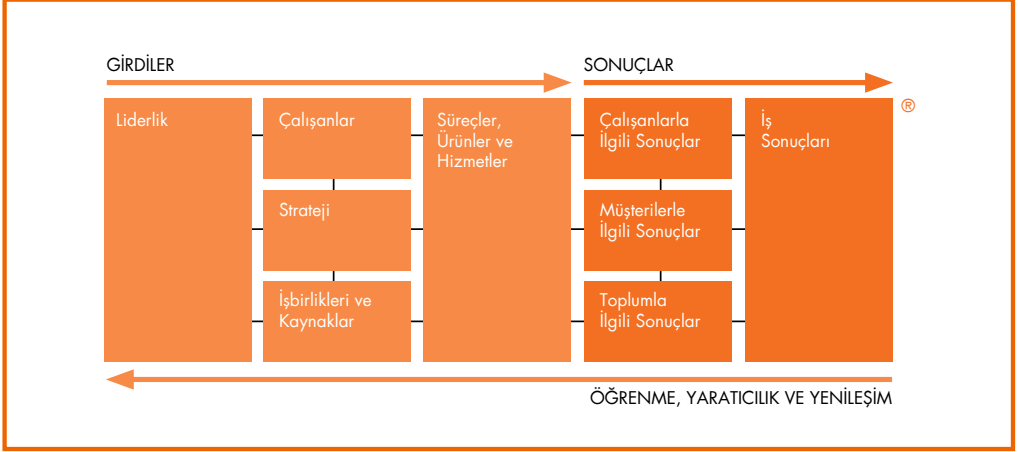 GİRDİLER
SONUÇLAR
®
Liderlik
Çalışanlar
Süreçler,
Ürünler ve
Hizmetler
Çalışanlarla
İlgili Sonuçlar
İş
Sonuçları
Strateji
Müşterilerle
İlgili Sonuçlar
İşbirlikleri ve
Kaynaklar
Toplumla
İlgili Sonuçlar
ÖĞRENME, YARATICILIK VE YENİLEŞİM